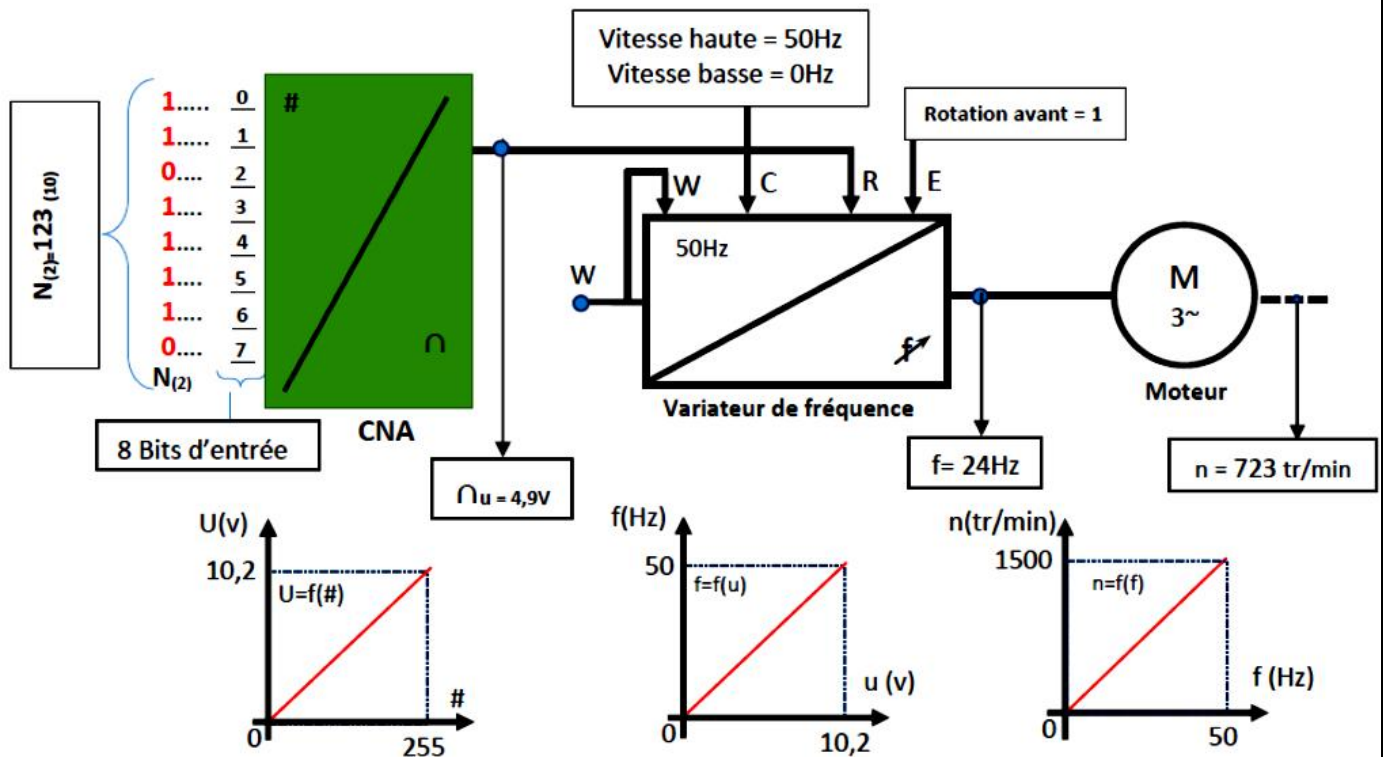 Vitesse haute = 50Hz
Vitesse basse = 0Hz
Rotation avant = 1
N(2)=123 (10)
1..... 0
1..... 1
0.... 2
1.... 3
1.... 4
1.... 5
1.... 6
0.... 7
N(2)
#
∩
CNA
8 Bits d'entrée
∩ u = 4,9V
W
W
C
R
E
50Hz
f
Variateur de fréquence
M
3~
Moteur
f= 24Hz
n = 723 tr/min
U(v)
10,2
U=f(#)
#
0
255
f(Hz)
50
f=f(u)
u (v)
0
10,2
n(tr/min)
1500
n=f(f)
f (Hz)
0
50